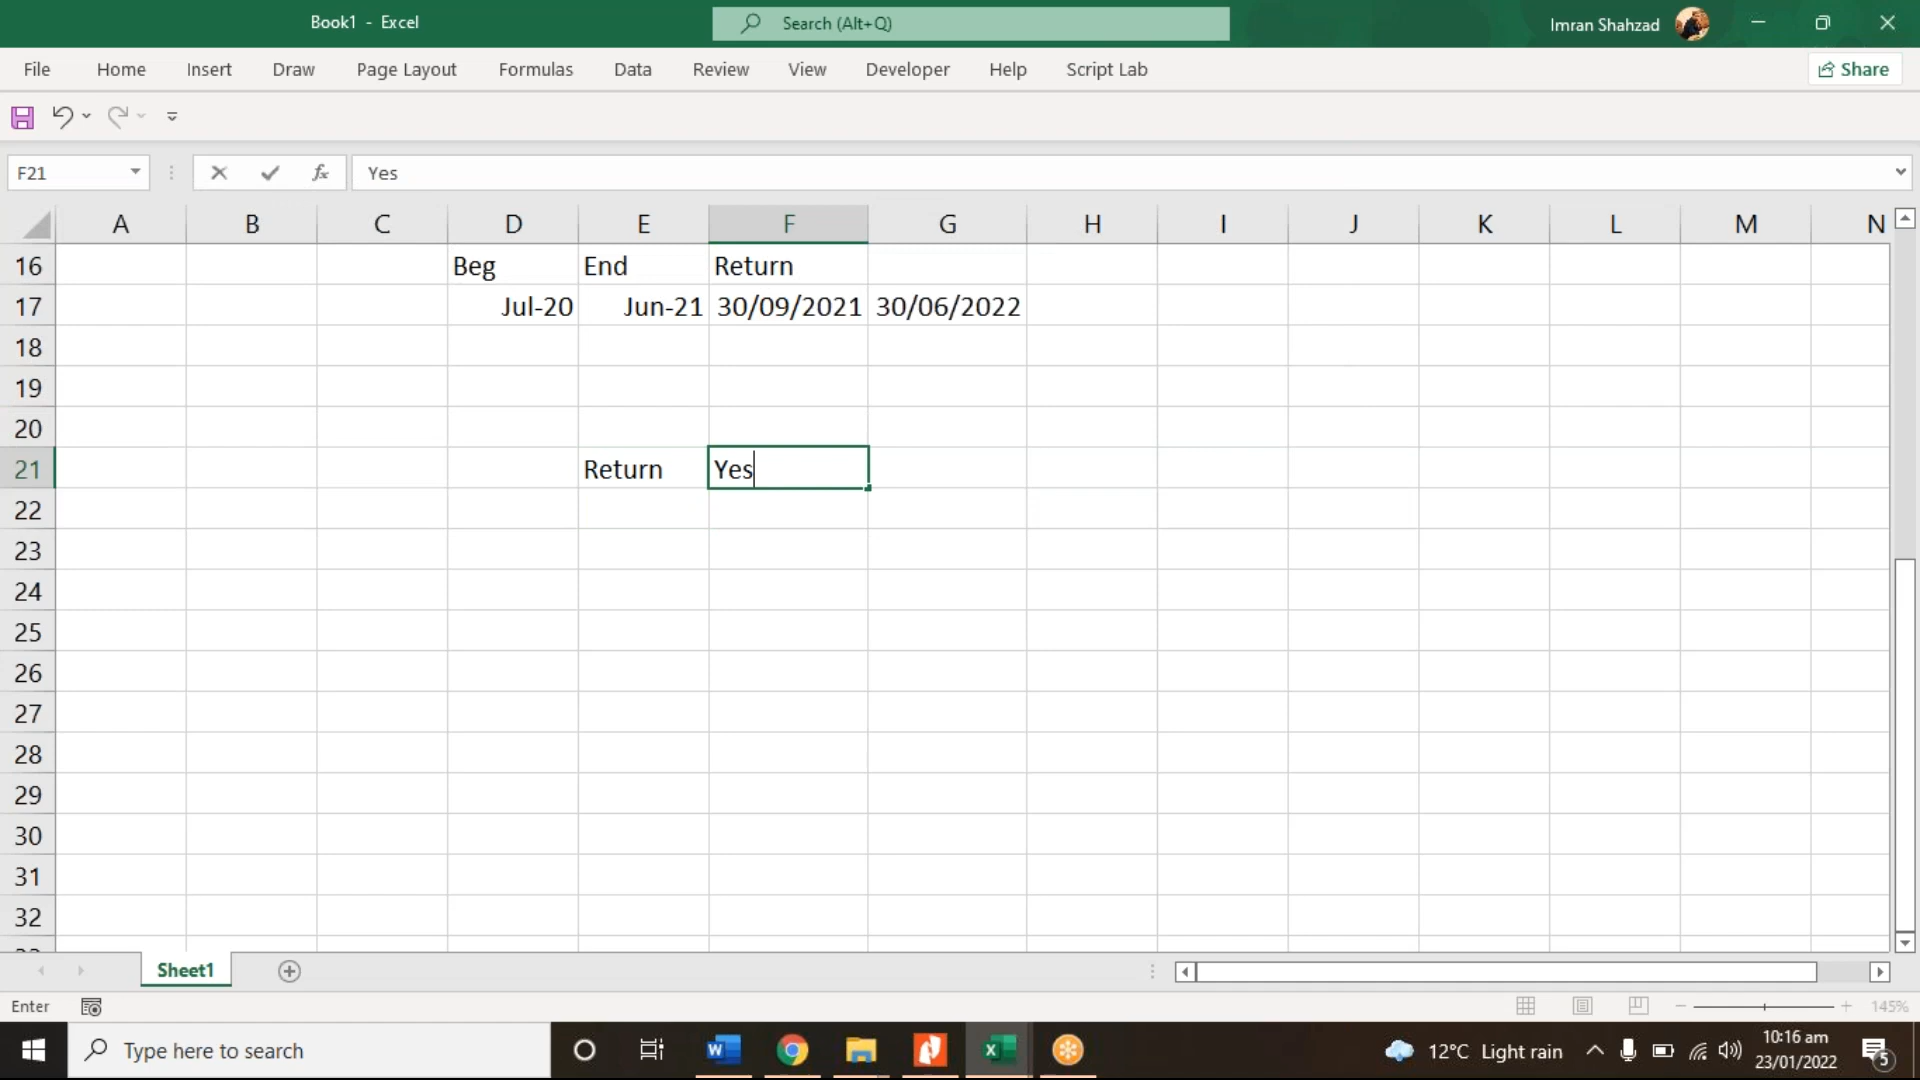 Book1 - Excel
Search (Alt+Q)
Imran Shahzad
File Home Insert Draw Page Layout Formulas Data Review View Developer Help Script Lab
Share
F21
fx
Yes
A B C D E F G H I J K L M N
16 Beg End Return
17 Jul-20 Jun-21 30/09/2021 30/06/2022
18
19
20
21 Return Yes
22
23
24
25
26
27
28
29
30
31
32
Sheet1
Enter
145%
Type here to search
12°C Light rain
10:16 am
23/01/2022
5